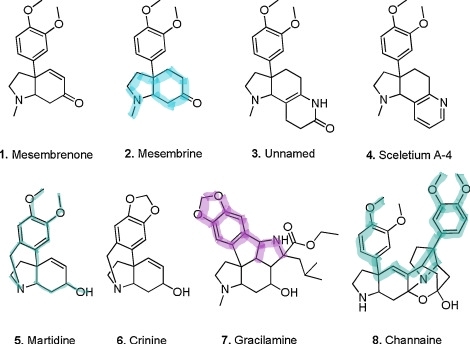 1. Mesembrenone
2. Mesembrine
3. Unnamed
4. Sceletium A-4
5. Martidine
6. Crinine
7. Gracilamine
8. Channaine
O
O
N
O
O
O
N
O
O
O
N
NH
O
O
O
N
N
O
O
N
OH
O
O
N
OH
O
O
NH
O
O
N
OH
O
O
O
O
N
H
N
O
OH